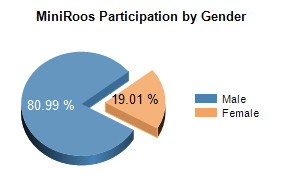 MiniRoos Participation by Gender
80.99 %
19.01 %
Male
Female